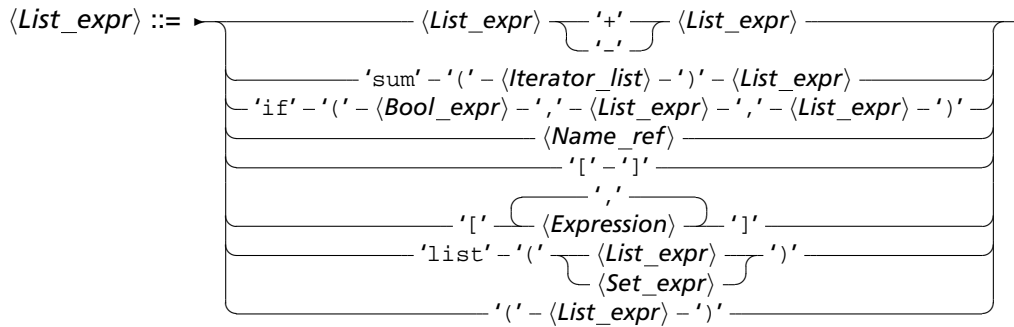 ⟨List_expr⟩ ::= ⟨List_expr⟩ '+' ⟨List_expr⟩
'-'
'sum' '(' ⟨Iterator_list⟩ ')' ⟨List_expr⟩
'if' '(' ⟨Bool_expr⟩ ',' ⟨List_expr⟩ ',' ⟨List_expr⟩ ')'
⟨Name_ref⟩
'[' ']'
','
'[' ⟨Expression⟩ ']'
'list' '(' ⟨List_expr⟩ ')'
⟨Set_expr⟩
'(' ⟨List_expr⟩ ')'